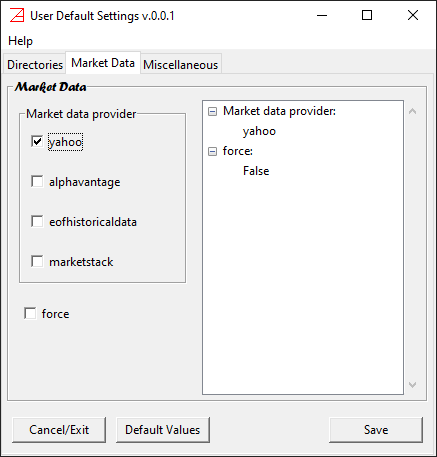 User Default Settings v.0.0.1
Help
Directories Market Data Miscellaneous
Market Data
Market data provider
yahoo
alphavantage
eofhistoricaldata
marketstack
force
Market data provider:
yahoo
force:
False
Cancel/Exit Default Values Save